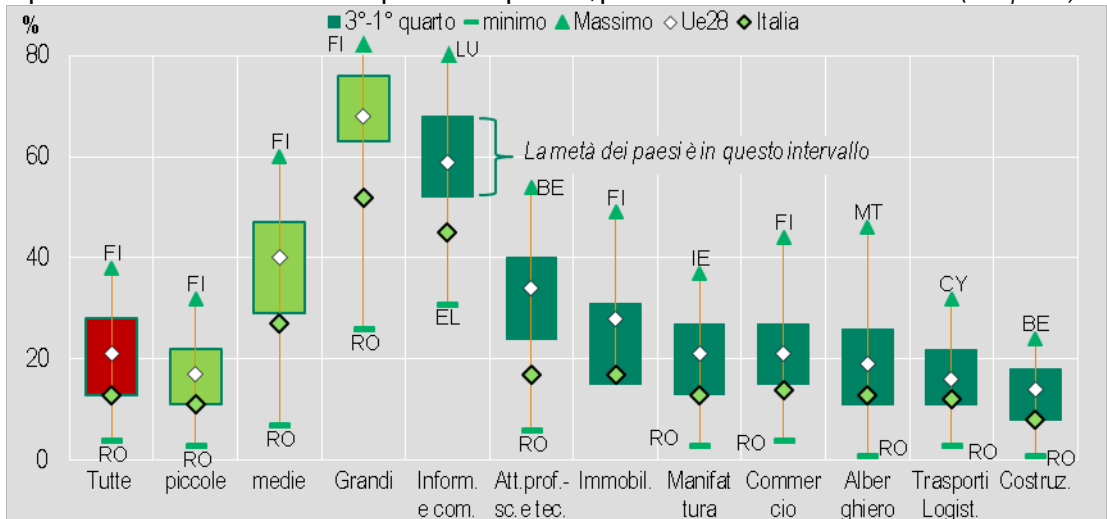 % ■ 3°-1° quarto minimo Massimo Ue28 Italia
80
60
40
20
0
FI
RO
FI
RO
FI
RO
FI
RO
LU
EL
La metà dei paesi è in questo intervallo
BE
RO
FI
IE
RO
FI
RO
MT
RO
CY
RO
BE
RO
Tutte piccole medie Grandi Inform. Att.prof.- Immobil. Manifat Commer Alber Trasporti Costruz.
e com. sc. e tec. tura cio ghiero Logist.